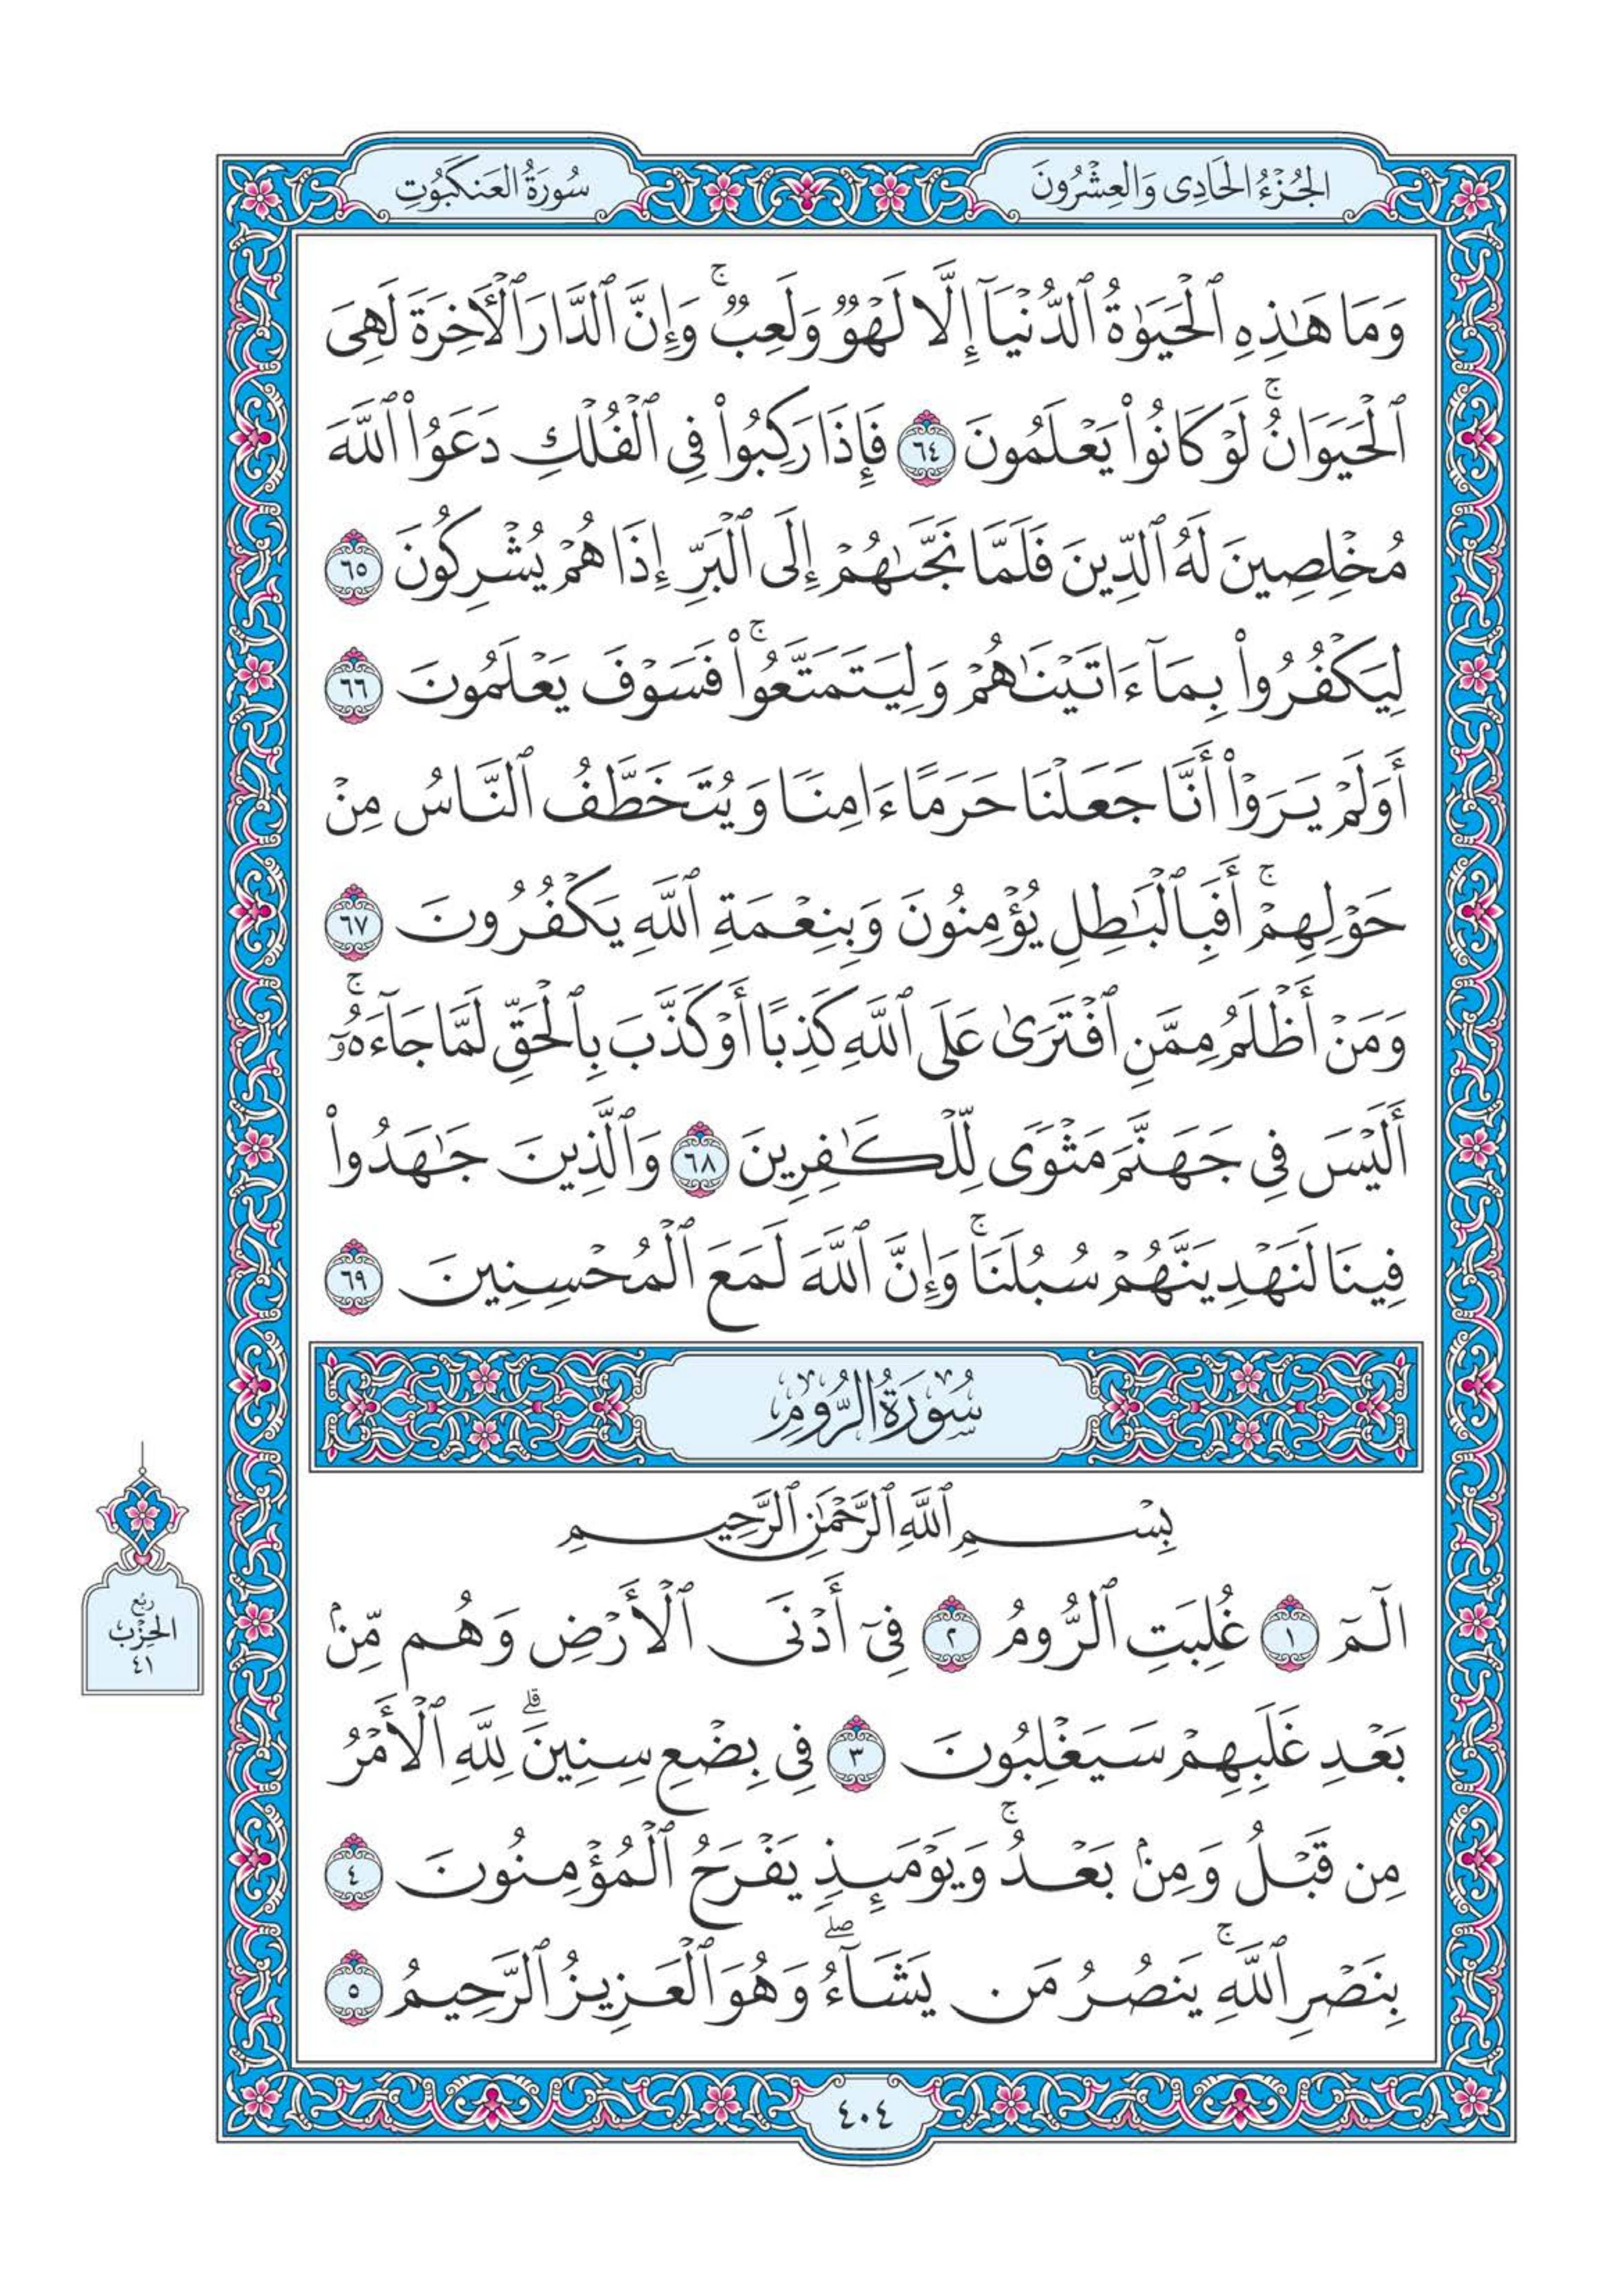 الجُزْءُ الحَادِى وَالعِشْرُونَ
سُورَةُ العَنكَبُوتِ
وَمَا هَٰذِهِ ٱلْحَيَوٰةُ ٱلدُّنْيَآ إِلَّا لَهْوٌ وَلَعِبٌ ۚ وَإِنَّ ٱلدَّارَ ٱلْأَخِرَةَ لَهِىَ
ٱلْحَيَوَانُ ۚ لَوْ كَانُوا۟ يَعْلَمُونَ ٦٤ فَإِذَا رَكِبُوا۟ فِى ٱلْفُلْكِ دَعَوُا۟ ٱللَّهَ
مُخْلِصِينَ لَهُ ٱلدِّينَ فَلَمَّا نَجَّىٰهُمْ إِلَى ٱلْبَرِّ إِذَا هُمْ يُشْرِكُونَ ٦٥
لِيَكْفُرُوا۟ بِمَآ ءَاتَيْنَٰهُمْ وَلِيَتَمَتَّعُوا۟ ۚ فَسَوْفَ يَعْلَمُونَ ٦٦
أَوَلَمْ يَرَوْا۟ أَنَّا جَعَلْنَا حَرَمًا ءَامِنًا وَيُتَخَطَّفُ ٱلنَّاسُ مِنْ
حَوْلِهِمْ ۚ أَفَبِٱلْبَٰطِلِ يُؤْمِنُونَ وَبِنِعْمَةِ ٱللَّهِ يَكْفُرُونَ ٦٧
وَمَنْ أَظْلَمُ مِمَّنِ ٱفْتَرَىٰ عَلَى ٱللَّهِ كَذِبًا أَوْ كَذَّبَ بِٱلْحَقِّ لَمَّا جَآءَهُۥٓ ۚ
أَلَيْسَ فِى جَهَنَّمَ مَثْوًى لِّلْكَٰفِرِينَ ٦٨ وَٱلَّذِينَ جَٰهَدُوا۟
فِينَا لَنَهْدِيَنَّهُمْ سُبُلَنَا ۚ وَإِنَّ ٱللَّهَ لَمَعَ ٱلْمُحْسِنِينَ ٦٩
سُورَةُ الرُّومِ
بِسْمِ ٱللَّهِ ٱلرَّحْمَٰنِ ٱلرَّحِيمِ
الٓمٓ ١ غُلِبَتِ ٱلرُّومُ ٢ فِىٓ أَدْنَى ٱلْأَرْضِ وَهُم مِّنۢ
بَعْدِ غَلَبِهِمْ سَيَغْلِبُونَ ٣ فِى بِضْعِ سِنِينَ ۗ لِلَّهِ ٱلْأَمْرُ
مِن قَبْلُ وَمِنۢ بَعْدُ ۚ وَيَوْمَئِذٍ يَفْرَحُ ٱلْمُؤْمِنُونَ ٤
بِنَصْرِ ٱللَّهِ ۚ يَنصُرُ مَن يَشَآءُ ۖ وَهُوَ ٱلْعَزِيزُ ٱلرَّحِيمُ ٥
رُبْع
الحِزْب
٤١
٤٠٤